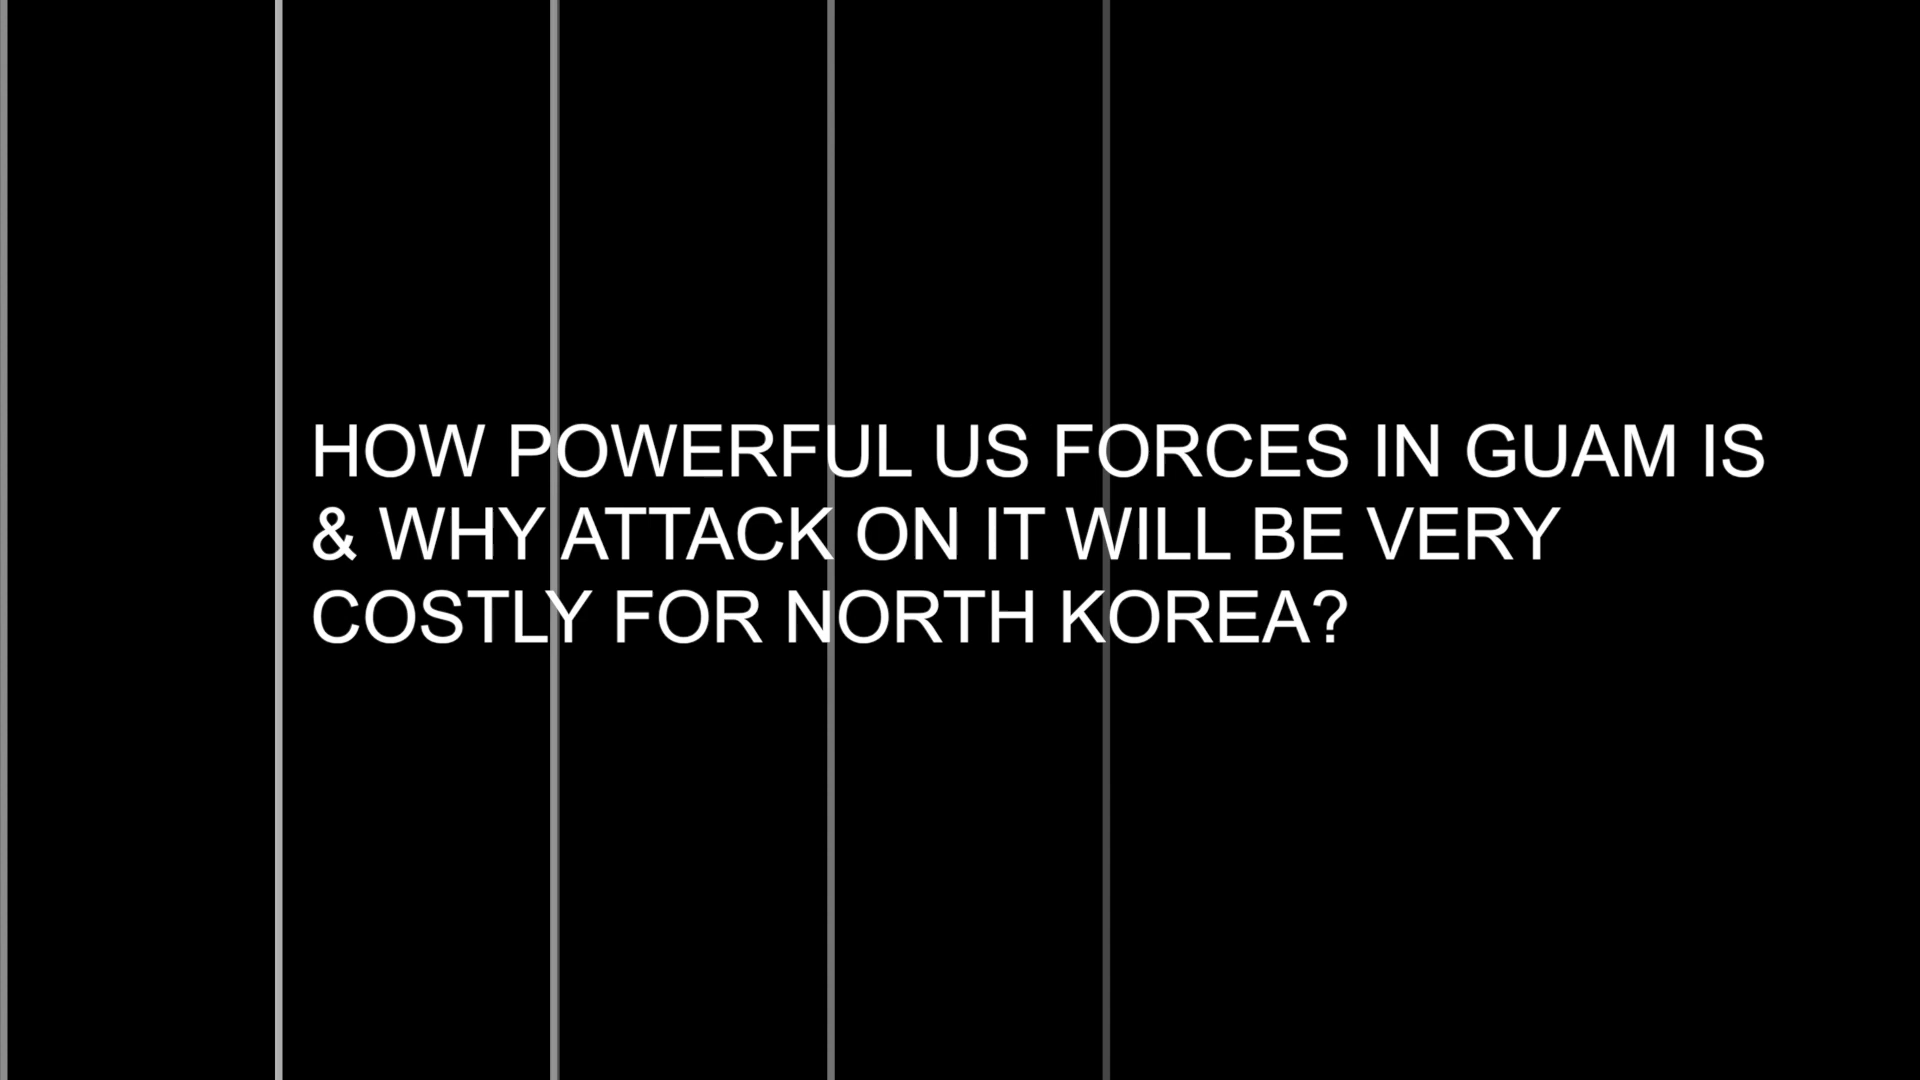 HOW POWERFUL US FORCES IN GUAM IS
& WHY ATTACK ON IT WILL BE VERY
COSTLY FOR NORTH KOREA?